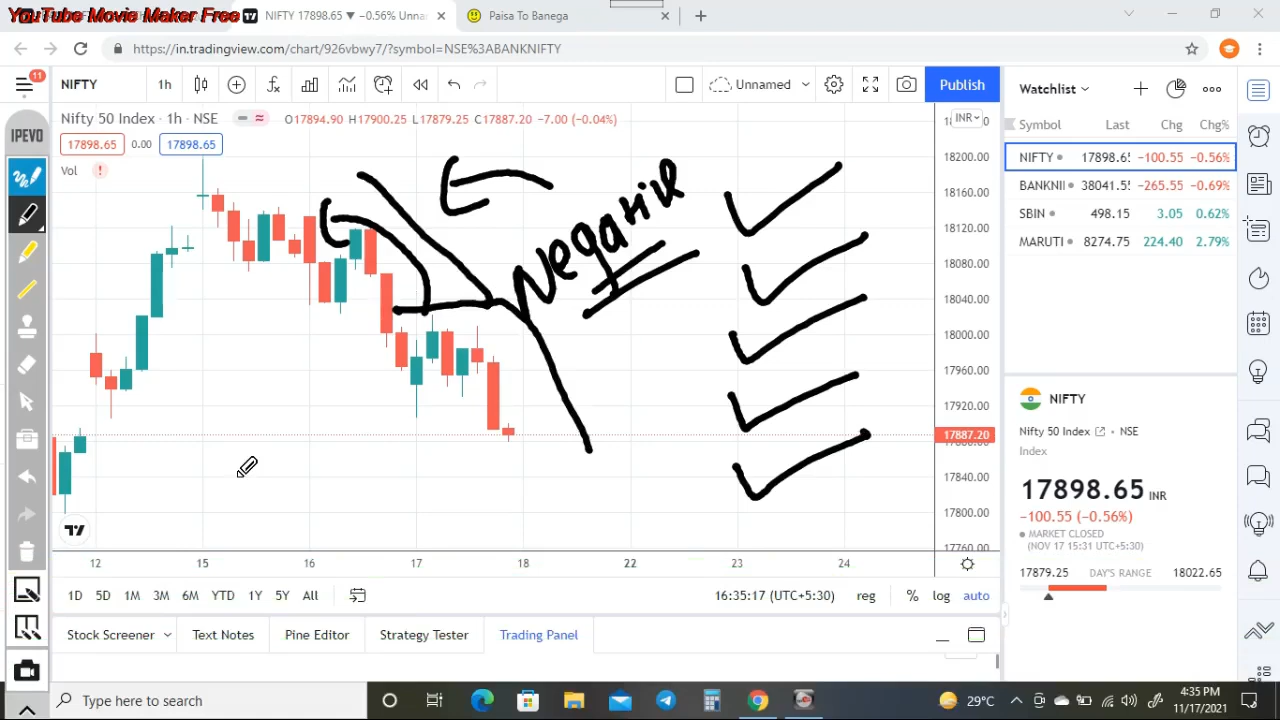 YouTube Movie Maker Free
NIFTY 17898.65 ▼ −0.56% Unna
Paisa To Banega
https://in.tradingview.com/chart/926vbwy7/?symbol=NSE%3ABANKNIFTY
11
NIFTY
1h
Unnamed
Publish
Nifty 50 Index · 1h · NSE
O17894.90 H17900.25 L17879.25 C17887.20 −7.00 (−0.04%)
17898.65 0.00 17898.65
Vol
IPEVO
Negative
INR
18200.00
18160.00
18120.00
18080.00
18040.00
18000.00
17960.00
17920.00
17887.20
17840.00
17800.00
17760.00
12 15 16 17 18 22 23 24
1D 5D 1M 3M 6M YTD 1Y 5Y All
16:35:17 (UTC+5:30) reg % log auto
Stock Screener Text Notes Pine Editor Strategy Tester Trading Panel
Watchlist
Symbol Last Chg Chg%
NIFTY 17898.65 −100.55 −0.56%
BANKNII 38041.55 −265.55 −0.69%
SBIN 498.15 3.05 0.62%
MARUTI 8274.75 224.40 2.79%
NIFTY
Nifty 50 Index NSE
Index
17898.65 INR
−100.55 (−0.56%)
MARKET CLOSED
(NOV 17 15:31 UTC+5:30)
17879.25 DAY'S RANGE 18022.65
Type here to search
29°C
4:35 PM
11/17/2021